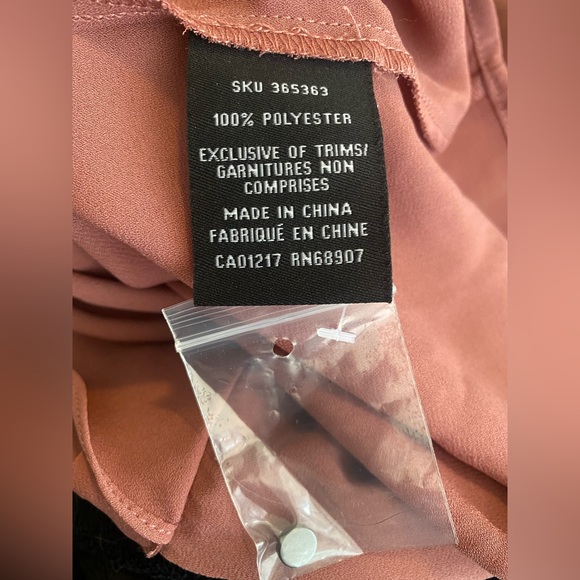 SKU 365363
100% POLYESTER
EXCLUSIVE OF TRIMS/
GARNITURES NON
COMPRISES
MADE IN CHINA
FABRIQUÉ EN CHINE
CA01217 RN68907